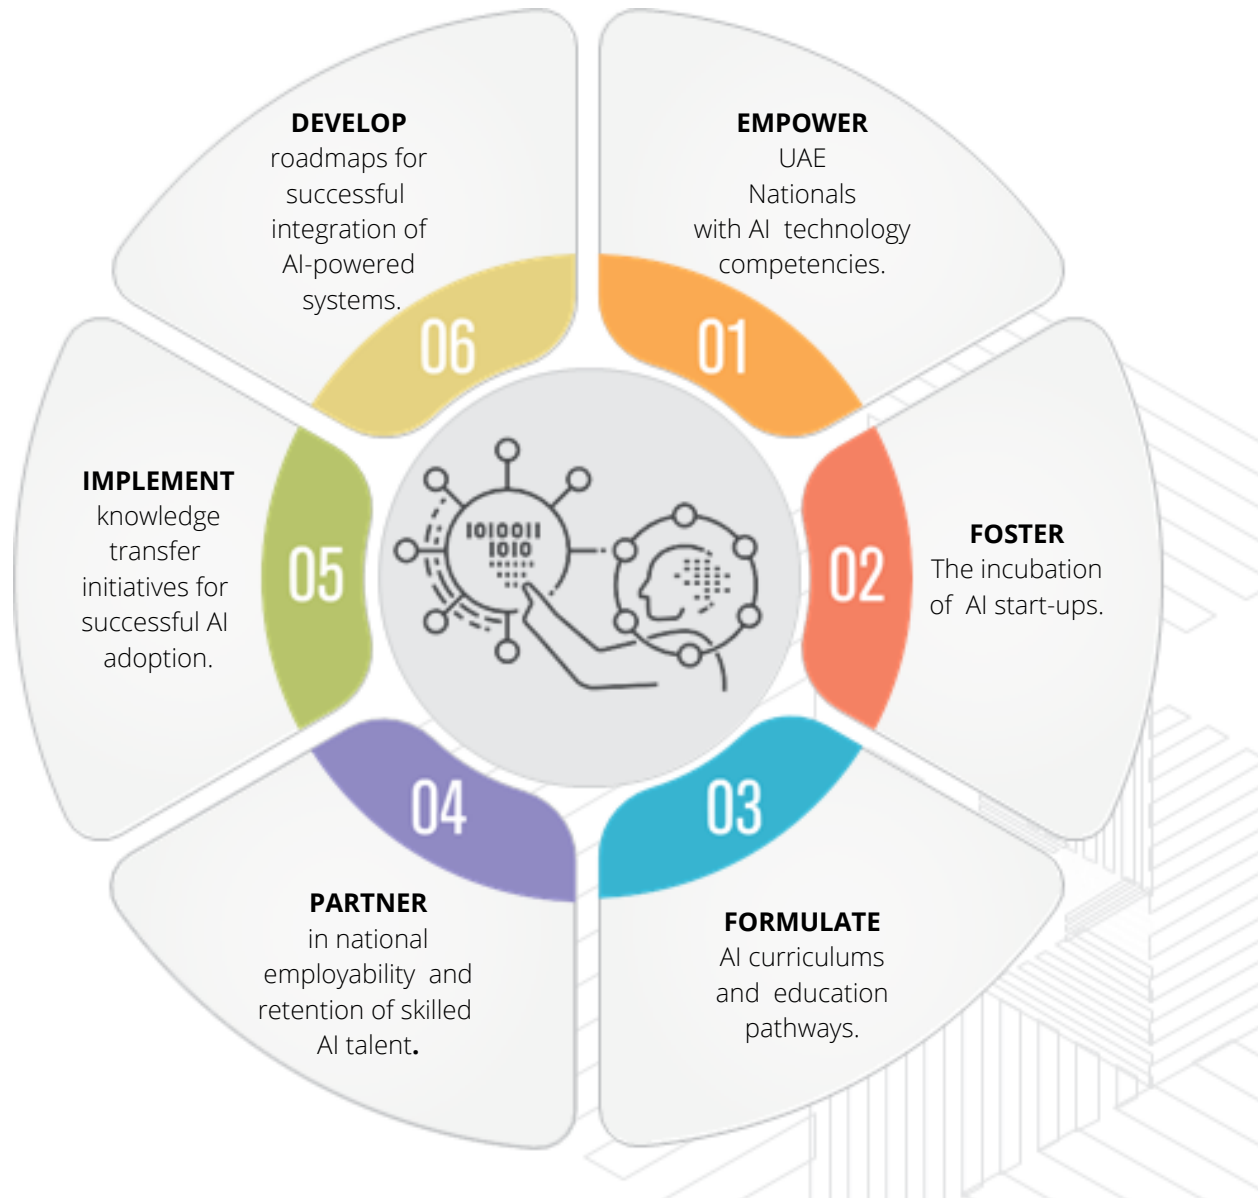 EMPOWER
UAE
Nationals
with AI technology
competencies.
01
FOSTER
The incubation
of AI start-ups.
02
FORMULATE
AI curriculums
and education
pathways.
03
PARTNER
in national
employability and
retention of skilled
AI talent.
04
IMPLEMENT
knowledge
transfer
initiatives for
successful AI
adoption.
05
DEVELOP
roadmaps for
successful
integration of
AI-powered
systems.
06
1010011
1010